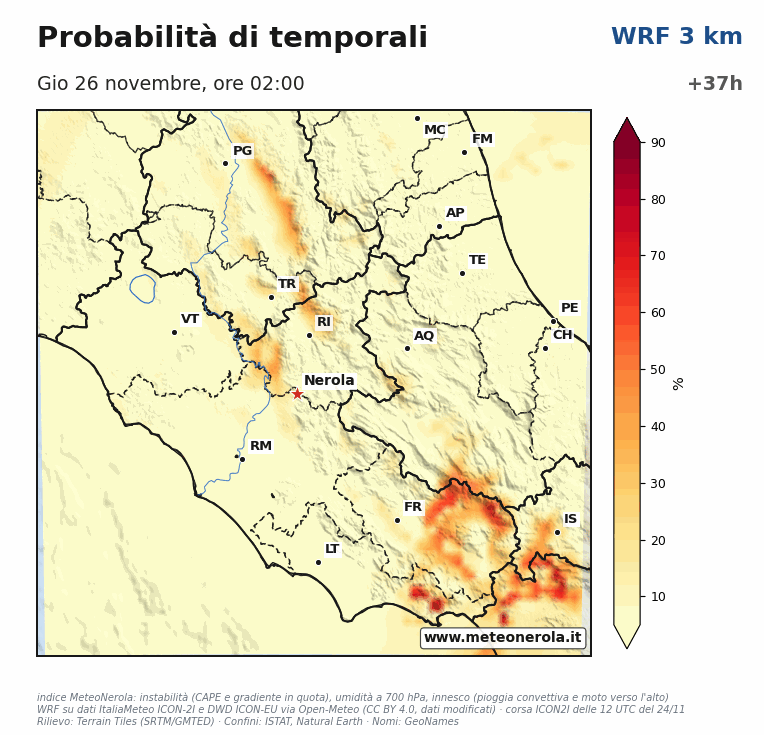 Probabilità di temporali
WRF 3 km
Gio 26 novembre, ore 02:00
+37h
MC
FM
PG
AP
TE
TR
PE
VT
RI
AQ
CH
Nerola
RM
FR
IS
LT
www.meteonerola.it
90
80
70
60
50
40
30
20
10
%
indice MeteoNerola: instabilità (CAPE e gradiente in quota), umidità a 700 hPa, innesco (pioggia convettiva e moto verso l'alto)
WRF su dati ItaliaMeteo ICON-2I e DWD ICON-EU via Open-Meteo (CC BY 4.0, dati modificati) · corsa ICON2I delle 12 UTC del 24/11
Rilievo: Terrain Tiles (SRTM/GMTED) · Confini: ISTAT, Natural Earth · Nomi: GeoNames